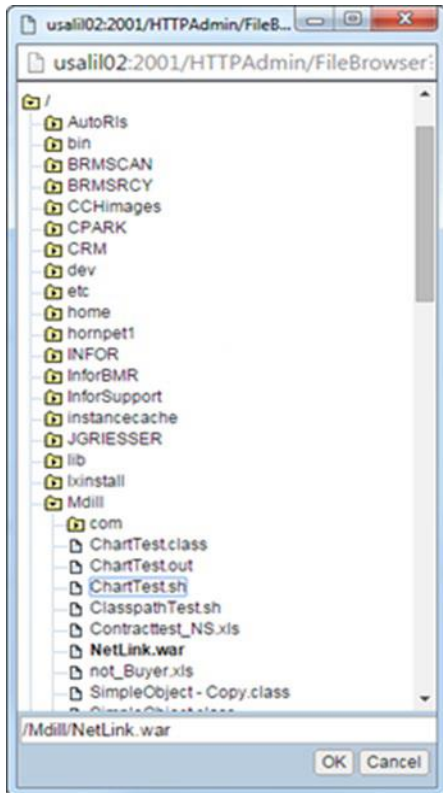 usalil02:2001/HTTPAdmin/FileB...
usalil02:2001/HTTPAdmin/FileBrowser
/
AutoRls
bin
BRMSCAN
BRMSRCY
CCHimages
CPARK
CRM
dev
etc
home
hornpet1
INFOR
InforBMR
InforSupport
instancecache
JGRIESSER
lib
lxinstall
Mdill
com
ChartTest.class
ChartTest.out
ChartTest.sh
ClasspathTest.sh
Contracttest_NS.xls
NetLink.war
not_Buyer.xls
SimpleObject - Copy.class
/Mdill/NetLink.war
OK Cancel